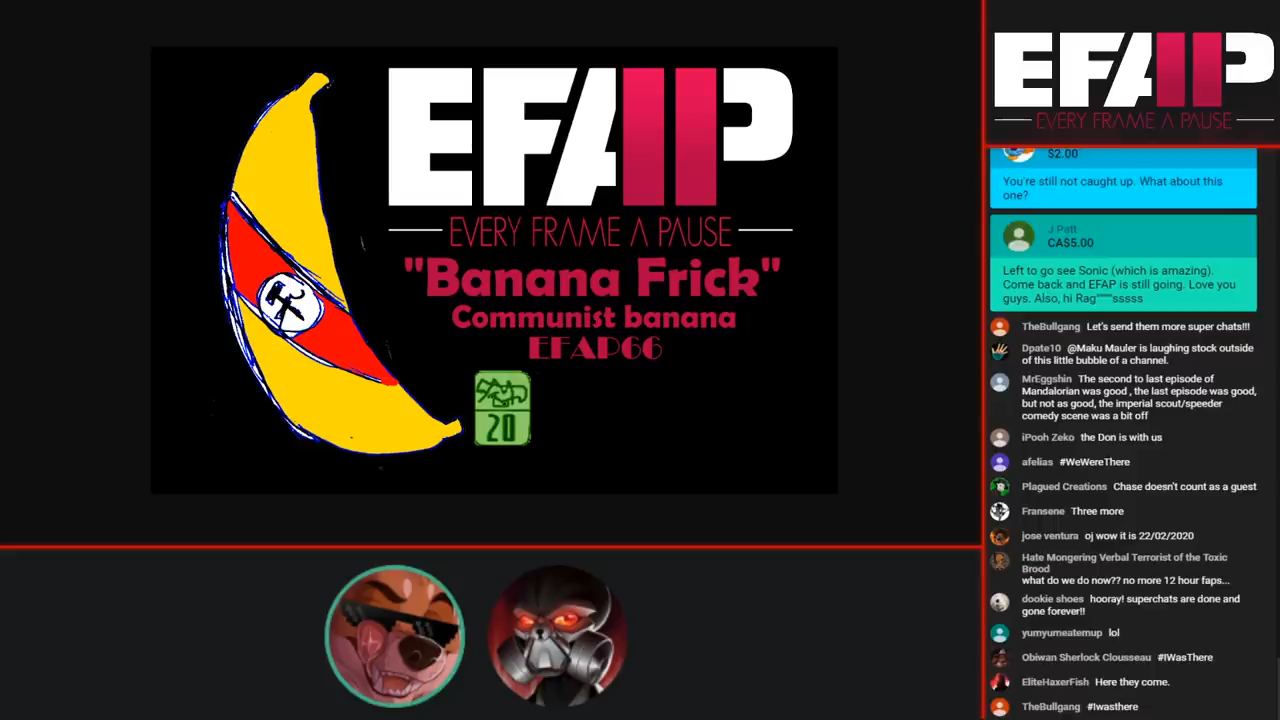 EFAP
EVERY FRAME A PAUSE
"Banana Frick"
Communist banana
EFAP66
20
EFAP
EVERY FRAME A PAUSE
$2.00
You're still not caught up. What about this
one?
J Patt
CA$5.00
Left to go see Sonic (which is amazing).
Come back and EFAP is still going. Love you
guys. Also, hi Rag"""sssss
TheBullgang Let's send them more super chats!!!
Dpate10 @Maku Mauler is laughing stock outside
of this little bubble of a channel.
MrEggshin The second to last episode of
Mandalorian was good , the last episode was good,
but not as good, the imperial scout/speeder
comedy scene was a bit off
iPooh Zeko the Don is with us
afelias #WeWereThere
Plagued Creations Chase doesn't count as a guest
Fransene Three more
jose ventura oj wow it is 22/02/2020
Hate Mongering Verbal Terrorist of the Toxic
Brood
what do we do now?? no more 12 hour faps...
dookie shoes hooray! superchats are done and
gone forever!!
yumyumeatemup lol
Obiwan Sherlock Clousseau #IWasThere
EliteHaxerFish Here they come.
TheBullgang #Iwasthere